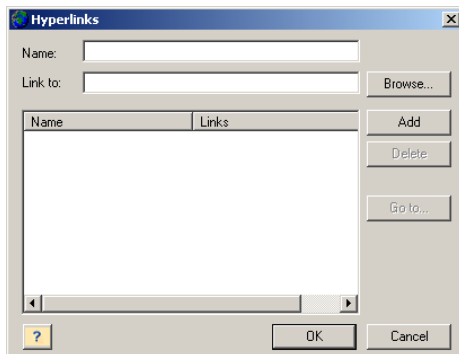 Hyperlinks
Name:
Link to:
Browse...
Name Links
Add
Delete
Go to...
?
OK Cancel